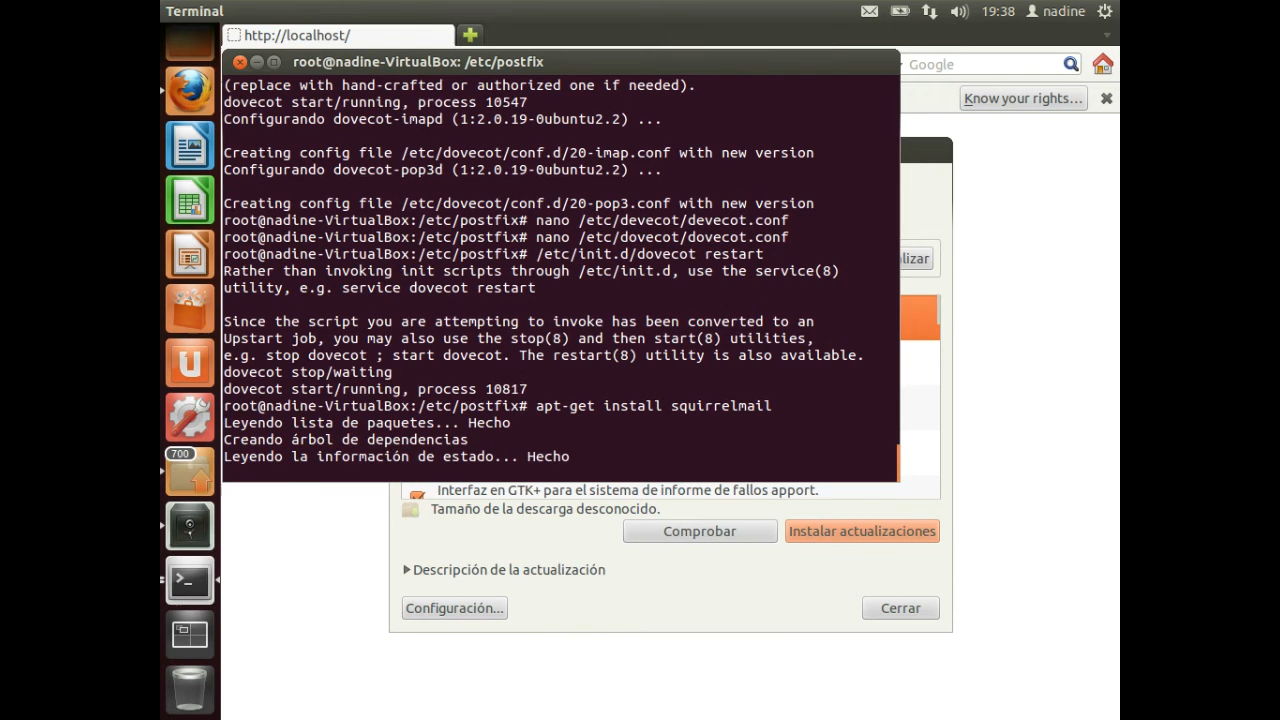 Terminal
19:38
nadine
http://localhost/
root@nadine-VirtualBox: /etc/postfix
Google
Know your rights...
(replace with hand-crafted or authorized one if needed).
dovecot start/running, process 10547
Configurando dovecot-imapd (1:2.0.19-0ubuntu2.2) ...
Creating config file /etc/dovecot/conf.d/20-imap.conf with new version
Configurando dovecot-pop3d (1:2.0.19-0ubuntu2.2) ...
Creating config file /etc/dovecot/conf.d/20-pop3.conf with new version
root@nadine-VirtualBox:/etc/postfix# nano /etc/devecot/devecot.conf
root@nadine-VirtualBox:/etc/postfix# nano /etc/dovecot/dovecot.conf
root@nadine-VirtualBox:/etc/postfix# /etc/init.d/dovecot restart
Rather than invoking init scripts through /etc/init.d, use the service(8)
utility, e.g. service dovecot restart
Since the script you are attempting to invoke has been converted to an
Upstart job, you may also use the stop(8) and then start(8) utilities,
e.g. stop dovecot ; start dovecot. The restart(8) utility is also available.
dovecot stop/waiting
dovecot start/running, process 10817
root@nadine-VirtualBox:/etc/postfix# apt-get install squirrelmail
Leyendo lista de paquetes... Hecho
Creando árbol de dependencias
Leyendo la información de estado... Hecho
lizar
700
Interfaz en GTK+ para el sistema de informe de fallos apport.
Tamaño de la descarga desconocido.
Comprobar
Instalar actualizaciones
Descripción de la actualización
Configuración...
Cerrar